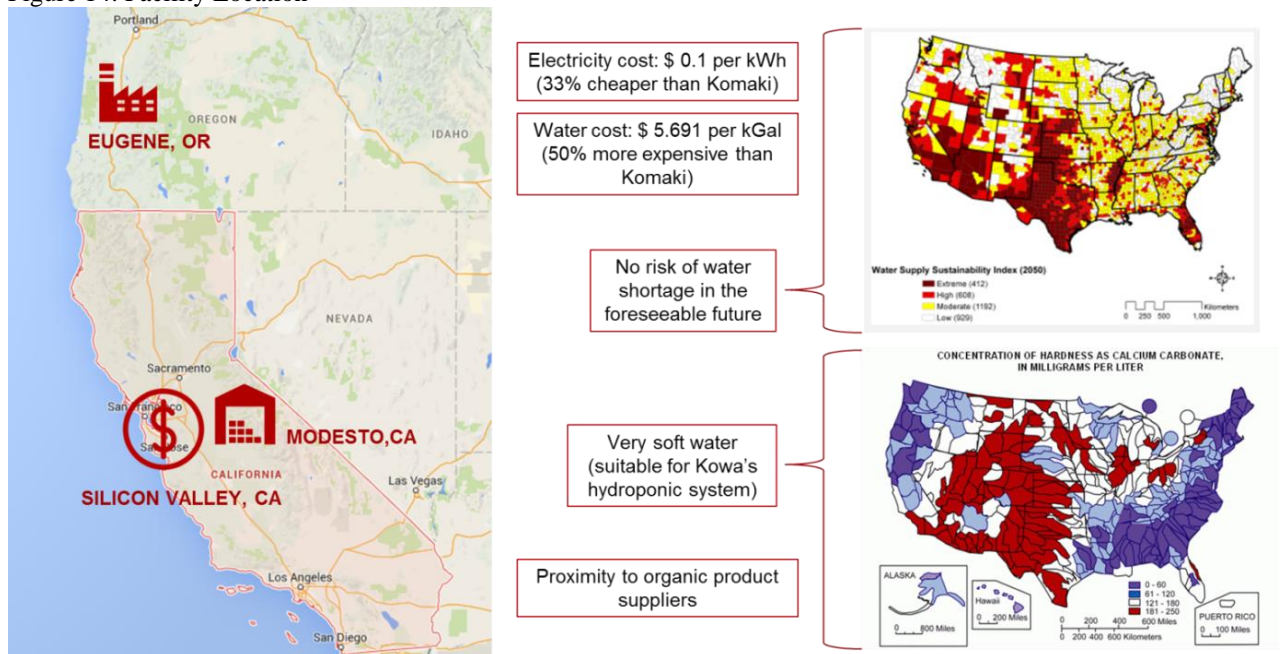 Portland
OREGON
IDAHO
EUGENE, OR
NEVADA
Sacramento
San Francisco
San Jose
MODESTO,CA
CALIFORNIA
SILICON VALLEY, CA
Las Vegas
Los Angeles
San Diego
Electricity cost: $ 0.1 per kWh
(33% cheaper than Komaki)
Water cost: $ 5.691 per kGal
(50% more expensive than
Komaki)
No risk of water
shortage in the
foreseeable future
Very soft water
(suitable for Kowa's
hydroponic system)
Proximity to organic product
suppliers
Water Supply Sustainability Index (2050)
Extreme (412)
High (608)
Moderate (1192)
Low (929)
Kilometers
0 250 500 1,000
CONCENTRATION OF HARDNESS AS CALCIUM CARBONATE,
IN MILLIGRAMS PER LITER
ALASKA
0 800 Miles
Hawaii
0 200 Miles
0 - 60
61 - 120
121 - 180
181 - 250
0 200 400 600 Miles
0 200 400 600 Kilometers
PUERTO RICO
0 100 Miles